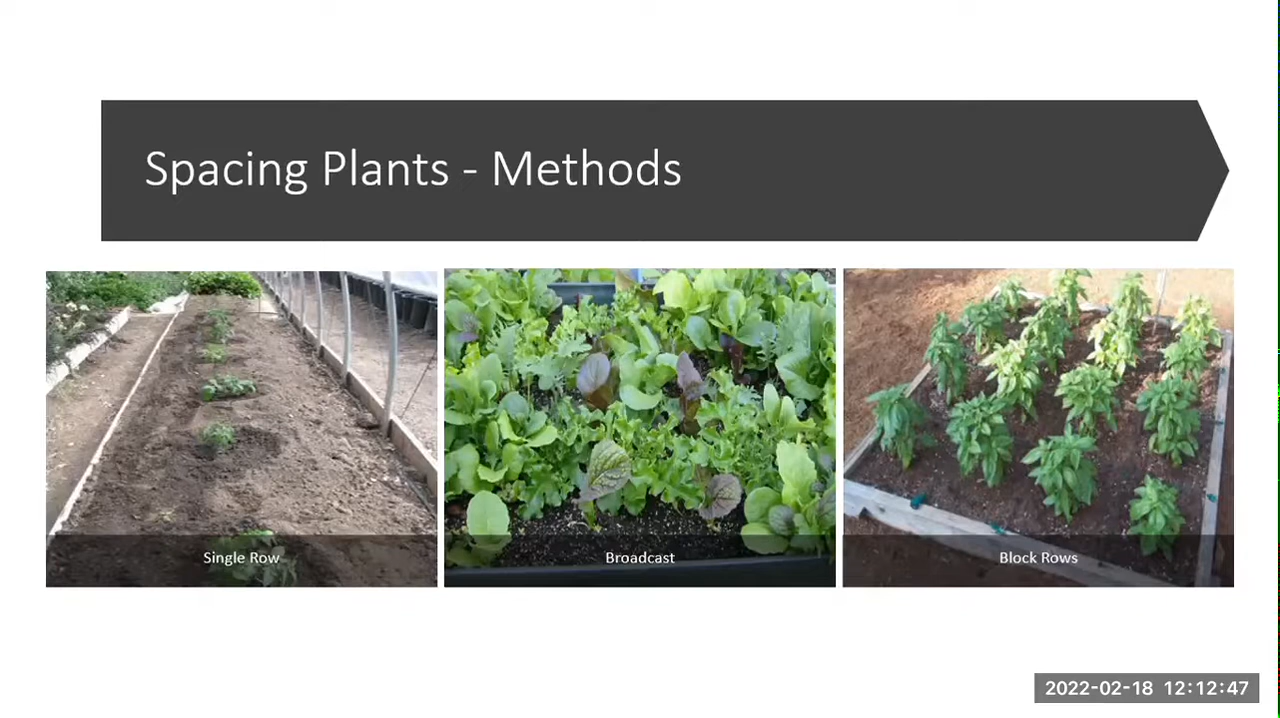 Spacing Plants - Methods
Single Row
Broadcast
Block Rows
2022-02-18 12:12:47